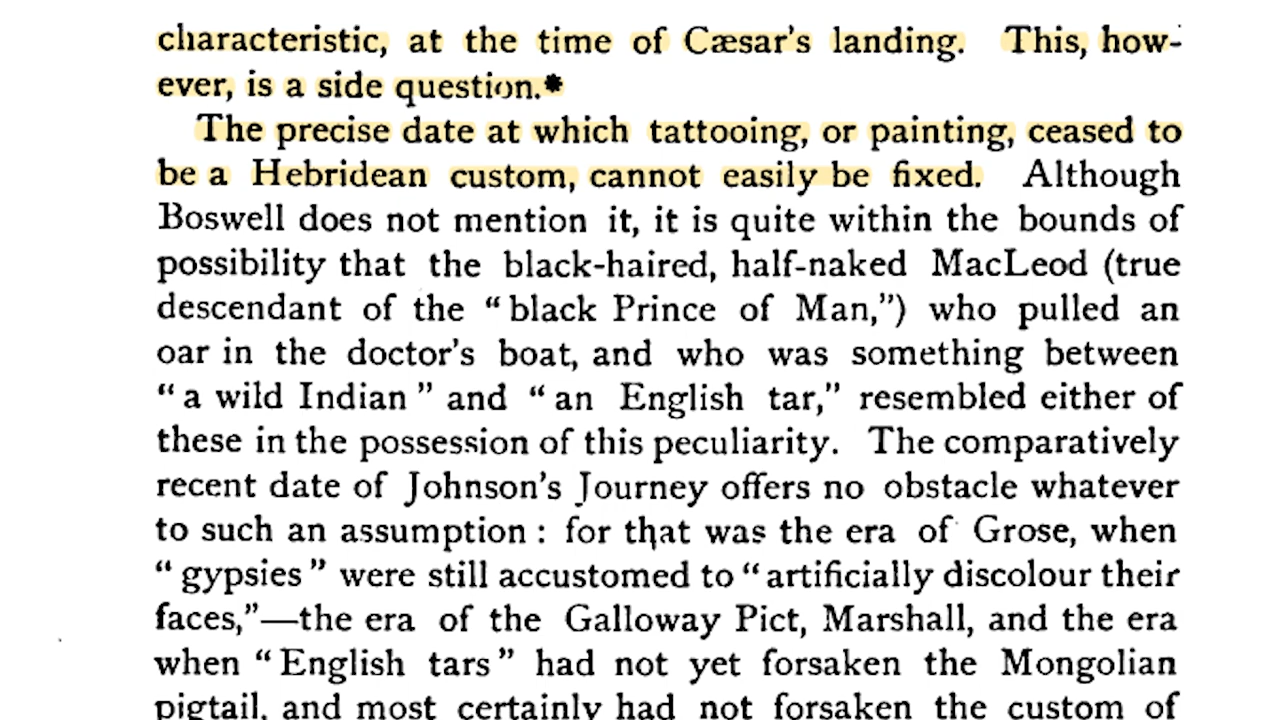 characteristic, at the time of Cæsar's landing. This, how-
ever, is a side question.*
The precise date at which tattooing, or painting, ceased to
be a Hebridean custom, cannot easily be fixed. Although
Boswell does not mention it, it is quite within the bounds of
possibility that the black-haired, half-naked MacLeod (true
descendant of the “black Prince of Man,”) who pulled an
oar in the doctor's boat, and who was something between
“a wild Indian” and “an English tar,” resembled either of
these in the possession of this peculiarity. The comparatively
recent date of Johnson's Journey offers no obstacle whatever
to such an assumption: for that was the era of Grose, when
“gypsies” were still accustomed to “artificially discolour their
faces,”—the era of the Galloway Pict, Marshall, and the era
when “English tars” had not yet forsaken the Mongolian
pigtail, and most certainly had not forsaken the custom of